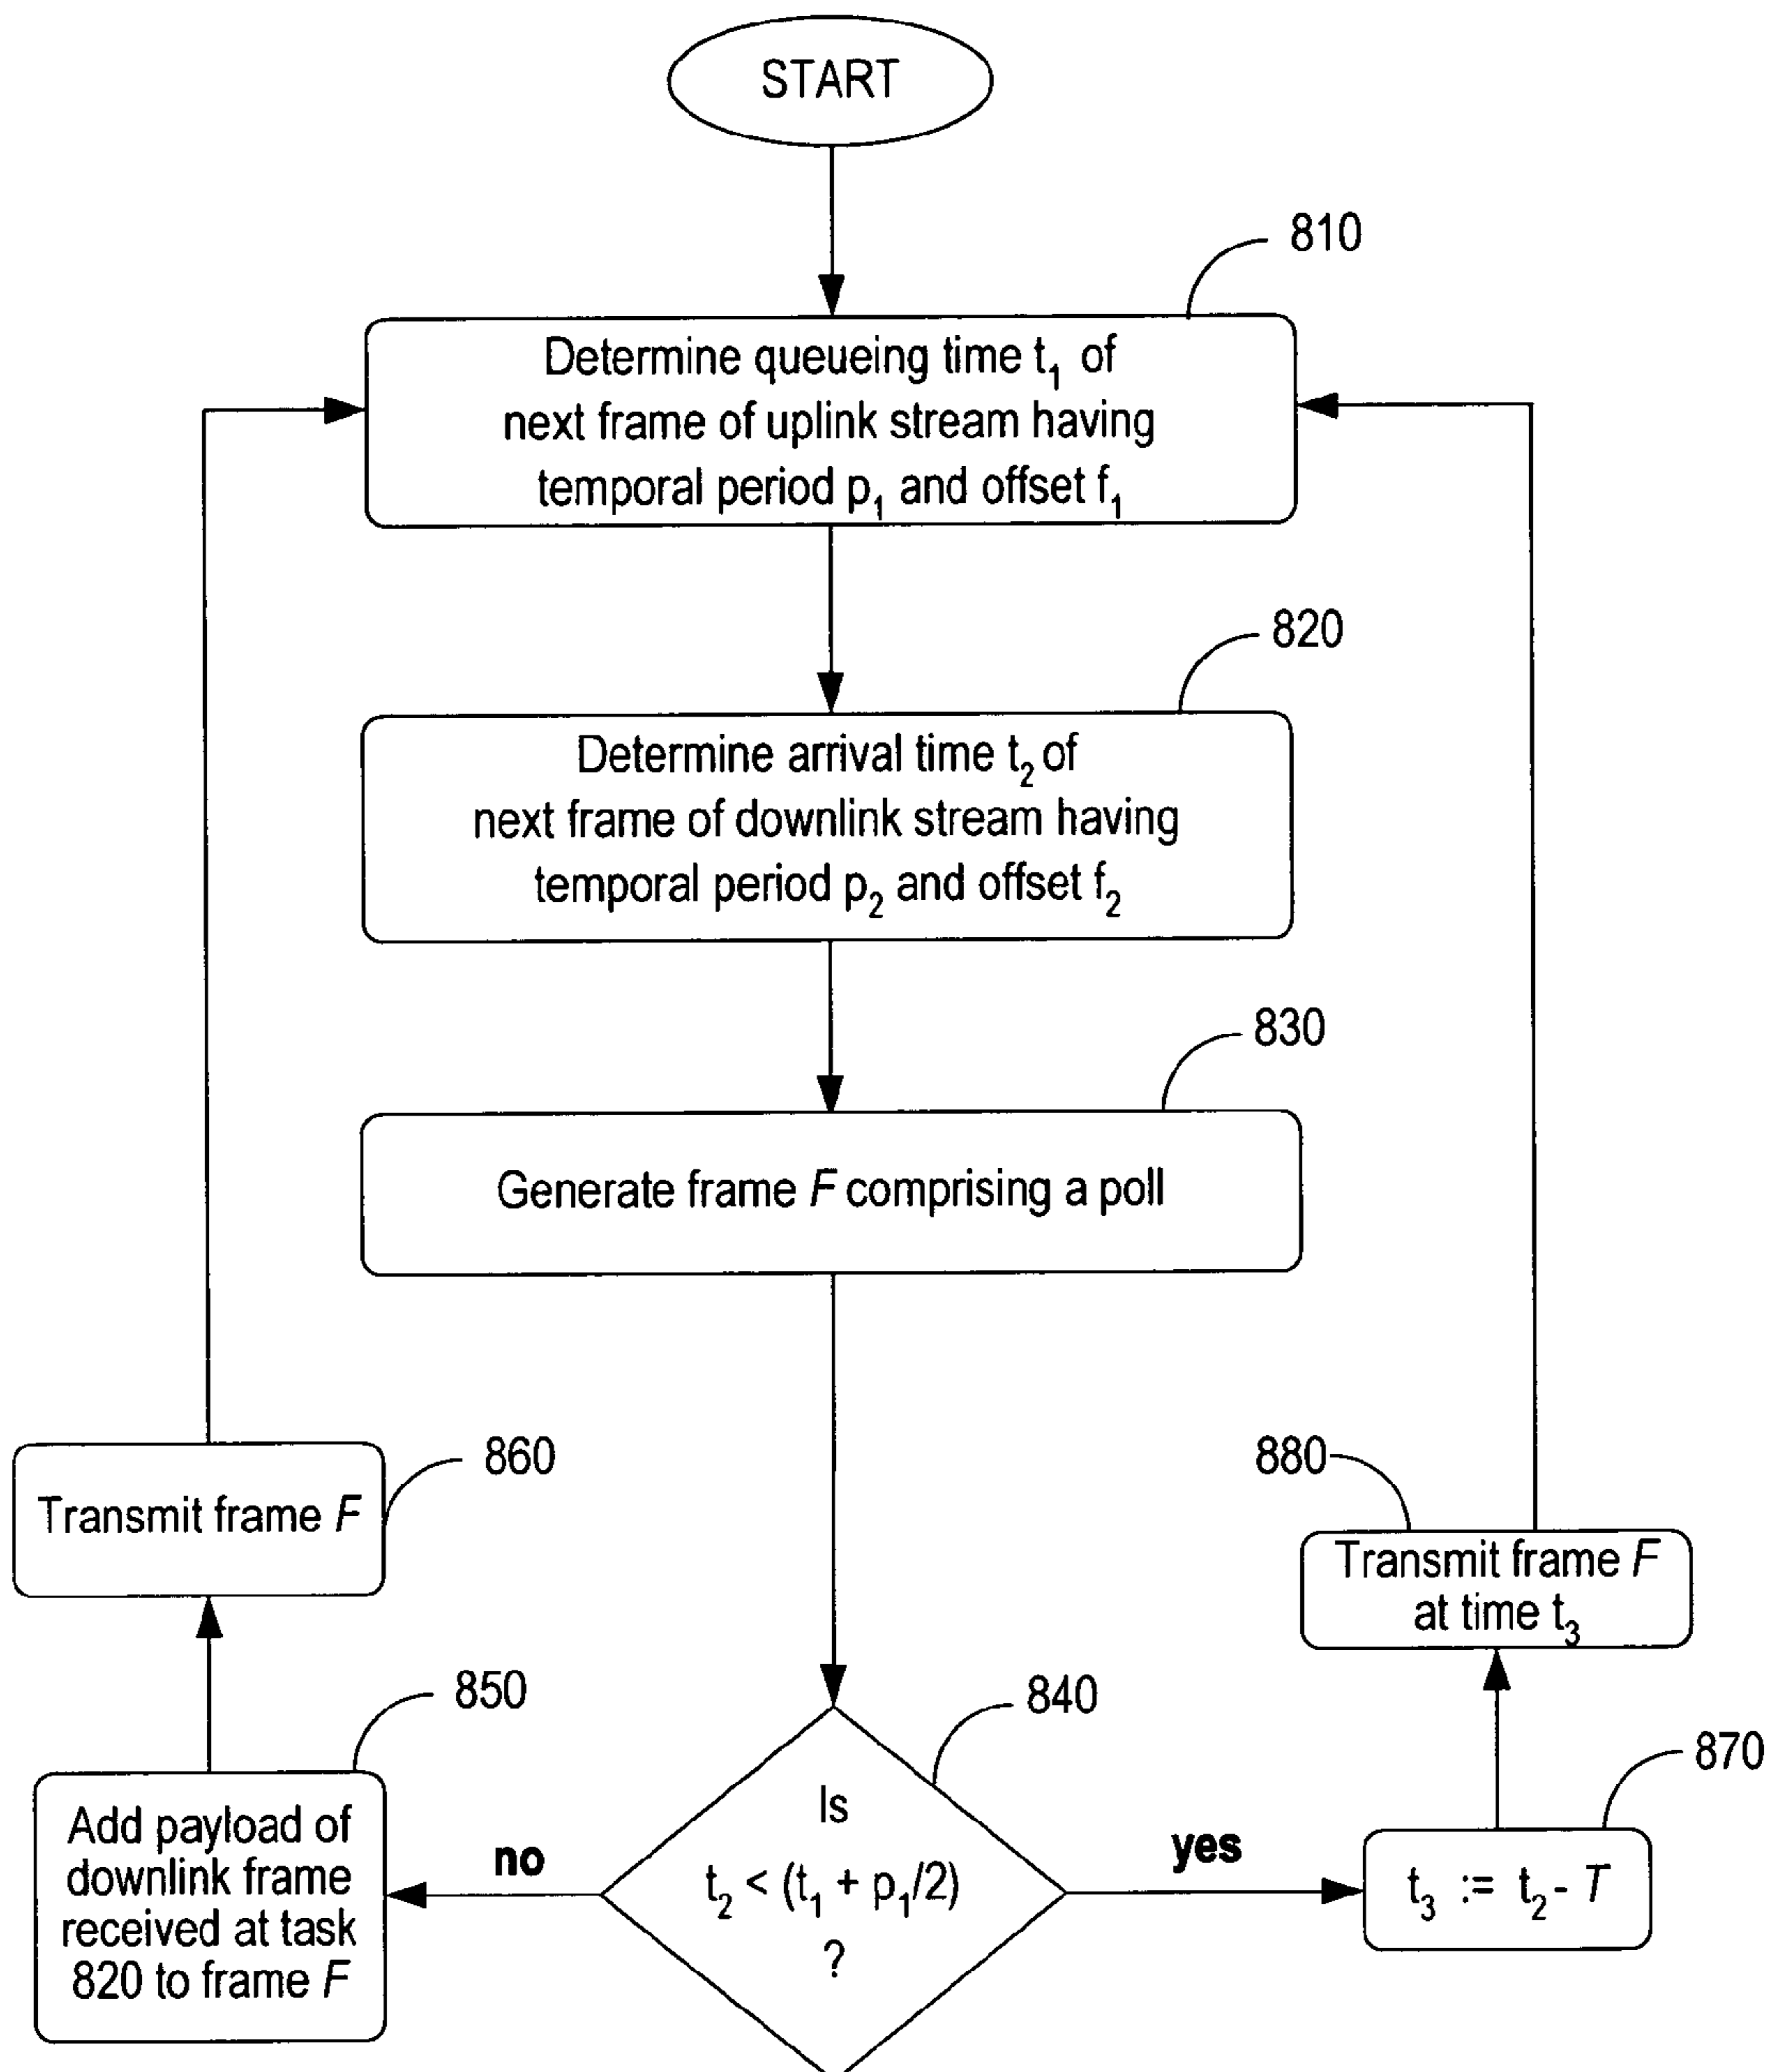 START
810
Determine queueing time t₁ of
next frame of uplink stream having
temporal period p₁ and offset f₁
820
Determine arrival time t₂ of
next frame of downlink stream having
temporal period p₂ and offset f₂
830
Generate frame F comprising a poll
860
Transmit frame F
880
Transmit frame F
at time t₃
850
Add payload of
downlink frame
received at task
820 to frame F
no
840
Is
t₂ < (t₁ + p₁/2)
?
yes
870
t₃ := t₂ - T